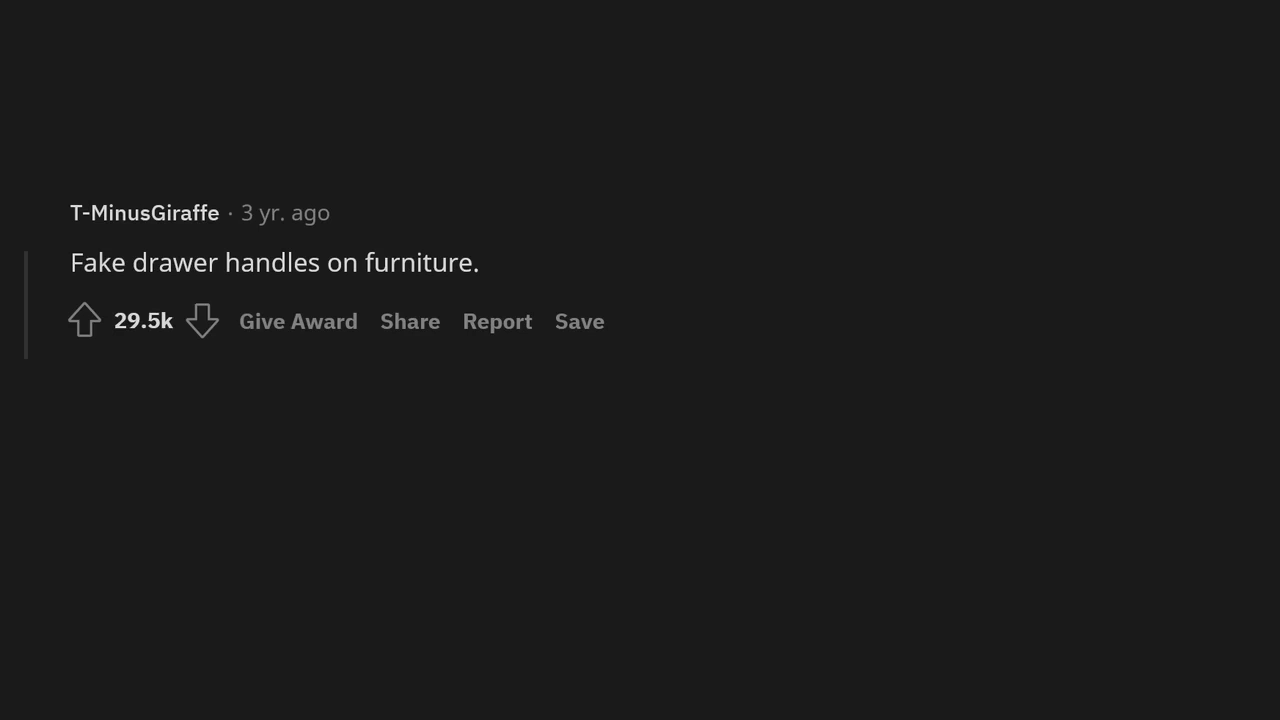 T-MinusGiraffe · 3 yr. ago
Fake drawer handles on furniture.
29.5k Give Award Share Report Save